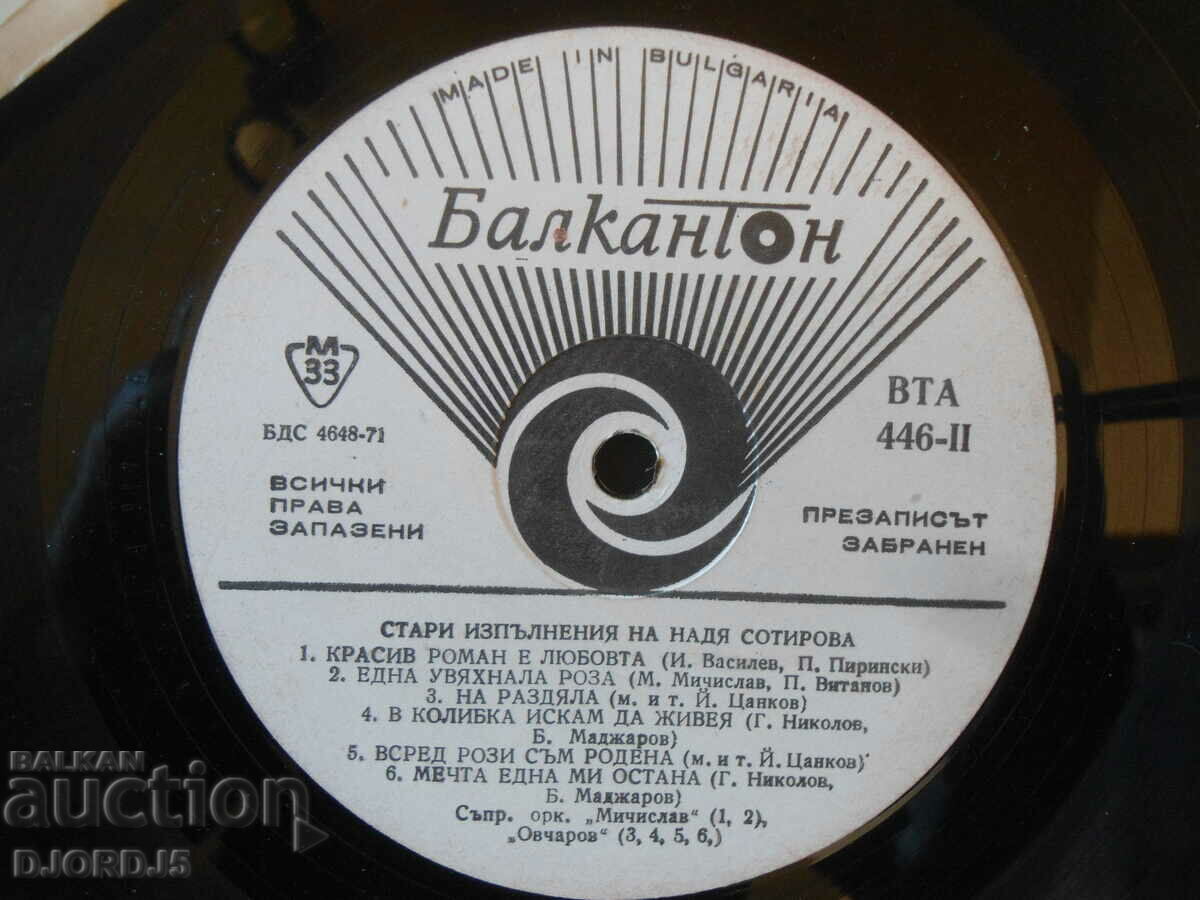 MADE IN BULGARIA
Балкантон
М
33
БДС 4648-71
ВСИЧКИ
ПРАВА
ЗАПАЗЕНИ
ВТА
446-II
ПРЕЗАПИСЪТ
ЗАБРАНЕН
СТАРИ ИЗПЪЛНЕНИЯ НА НАДЯ СОТИРОВА
1. КРАСИВ РОМАН Е ЛЮБОВТА (И. Василев, П. Пирински)
2. ЕДНА УВЯХНАЛА РОЗА (М. Мичислав, П. Витанов)
3. НА РАЗДЯЛА (м. и т. Й. Цанков)
4. В КОЛИБКА ИСКАМ ДА ЖИВЕЯ (Г. Николов,
Б. Маджаров)
5. ВСРЕД РОЗИ СЪМ РОДЕНА (м. и т. Й. Цанков)
6. МЕЧТА ЕДНА МИ ОСТАНА (Г. Николов,
Б. Маджаров)
Съпр. орк. „Мичислав“ (1, 2),
„Овчаров“ (3, 4, 5, 6,)
BALKAN
auction
DJORDJ5